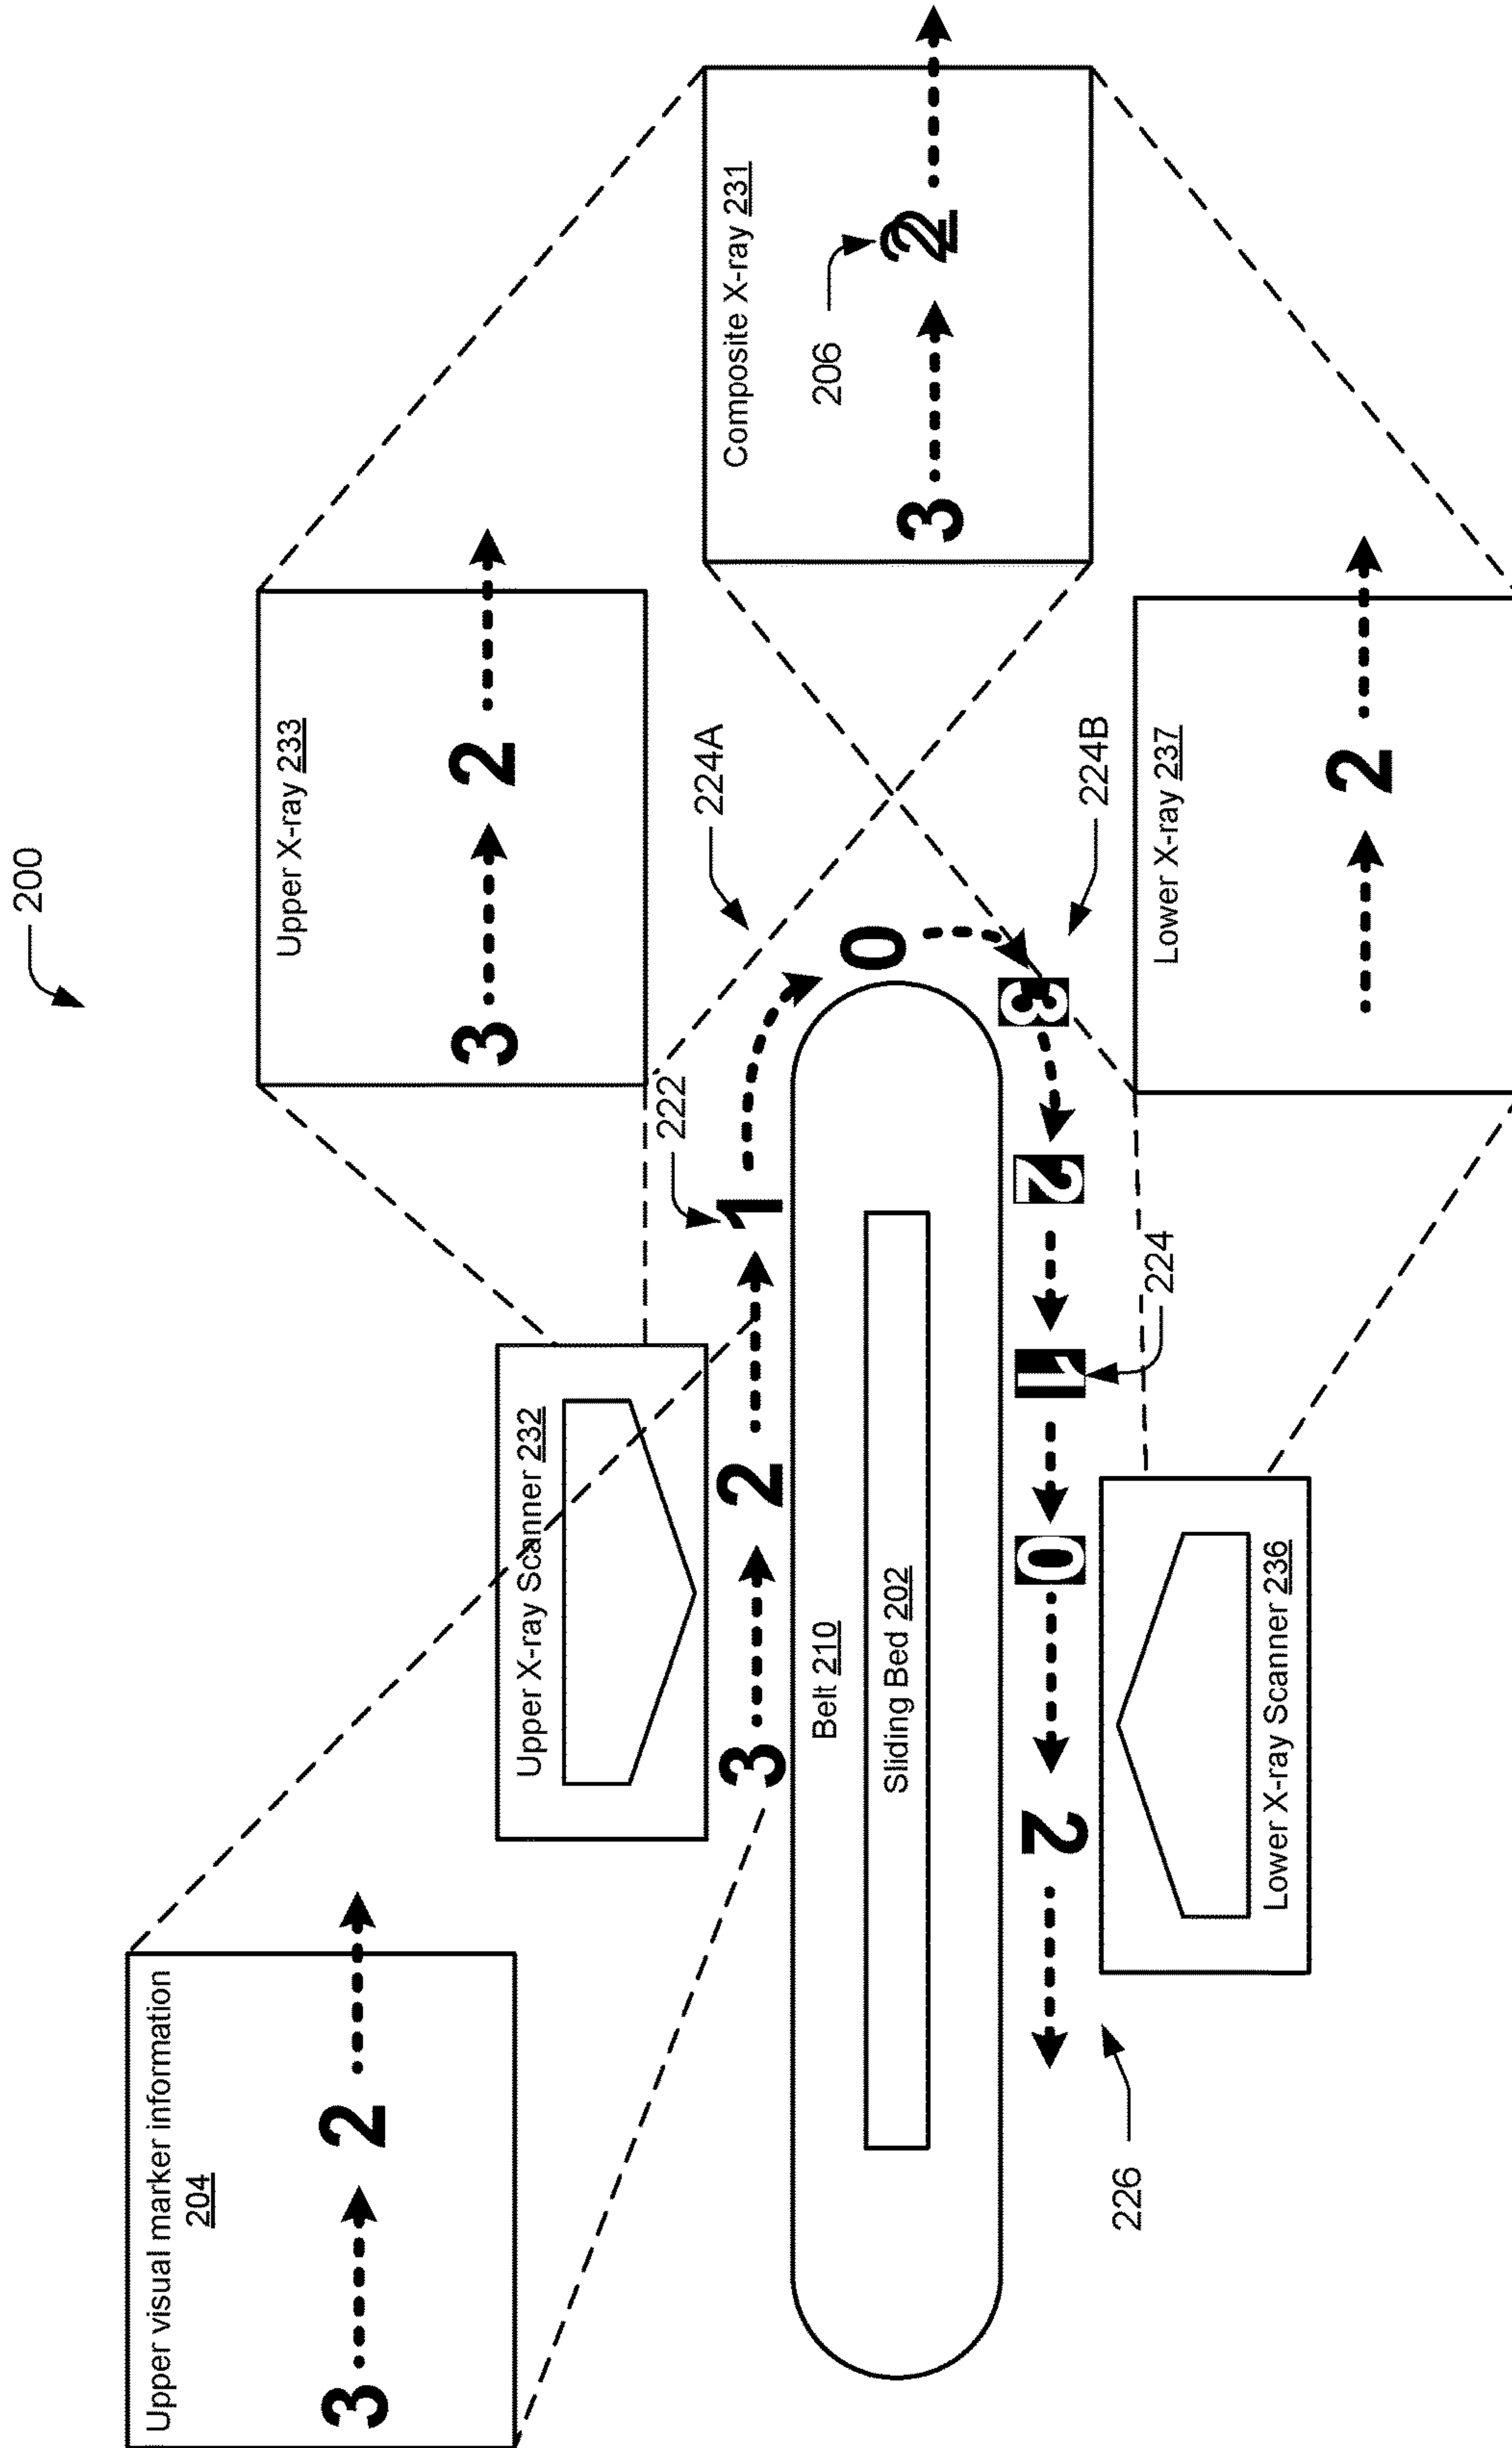 200
Upper visual marker information
204
3 2
Upper X-ray 233
3 2
Upper X-ray Scanner 232
222
224A
3 2 1 0
Belt 210
Sliding Bed 202
Composite X-ray 231
206
3 2 2
2 0 1 2 3
224B
224
226
Lower X-ray Scanner 236
Lower X-ray 237
2